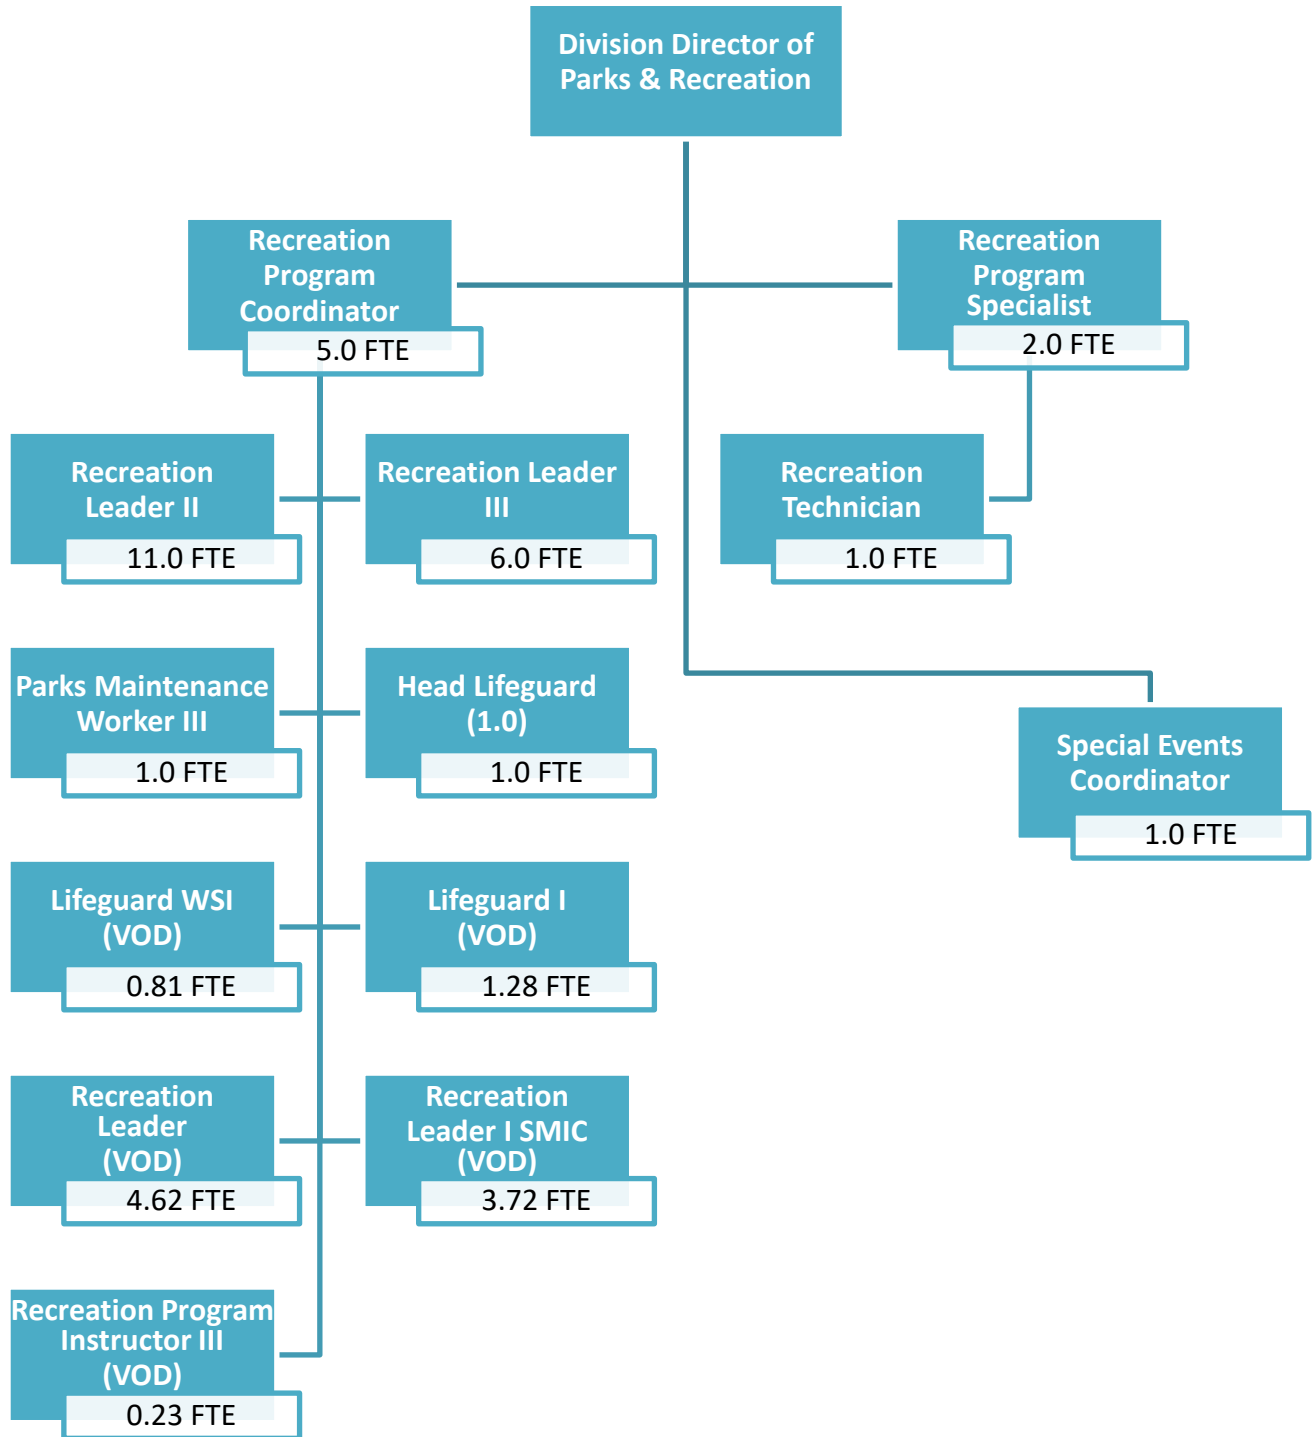 Division Director of
Parks & Recreation
Recreation
Program
Coordinator
5.0 FTE
Recreation
Program
Specialist
2.0 FTE
Recreation
Leader II
11.0 FTE
Recreation Leader
III
6.0 FTE
Recreation
Technician
1.0 FTE
Parks Maintenance
Worker III
1.0 FTE
Head Lifeguard
(1.0)
1.0 FTE
Special Events
Coordinator
1.0 FTE
Lifeguard WSI
(VOD)
0.81 FTE
Lifeguard I
(VOD)
1.28 FTE
Recreation
Leader
(VOD)
4.62 FTE
Recreation
Leader I SMIC
(VOD)
3.72 FTE
Recreation Program
Instructor III
(VOD)
0.23 FTE